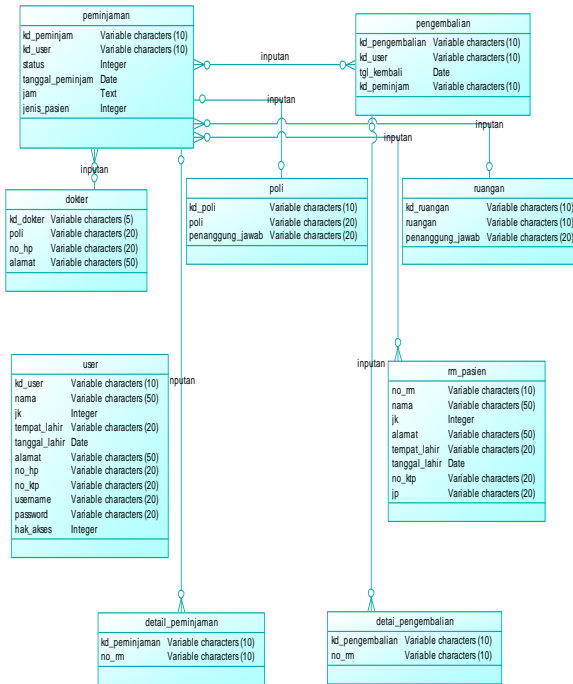 peminjaman
kd_peminjam Variable characters (10)
kd_user Variable characters (10)
status Integer
tanggal_peminjam Date
jam Text
jenis_pasien Integer
pengembalian
kd_pengembalian Variable characters (10)
kd_user Variable characters (10)
tgl_kembali Date
kd_peminjam Variable characters (10)
inputan
inputan
inputan
inputan
inputan
dokter
kd_dokter Variable characters (5)
poli Variable characters (20)
no_hp Variable characters (20)
alamat Variable characters (50)
poli
kd_poli Variable characters (10)
poli Variable characters (20)
penanggung_jawab Variable characters (20)
ruangan
kd_ruangan Variable characters (10)
ruangan Variable characters (10)
penanggung_jawab Variable characters (20)
user
kd_user Variable characters (10)
nama Variable characters (50)
jk Integer
tempat_lahir Variable characters (20)
tanggal_lahir Date
alamat Variable characters (50)
no_hp Variable characters (20)
no_ktp Variable characters (20)
username Variable characters (20)
password Variable characters (20)
hak_akses Integer
inputan
inputan
rm_pasien
no_rm Variable characters (10)
nama Variable characters (50)
jk Integer
alamat Variable characters (50)
tempat_lahir Variable characters (20)
tanggal_lahir Date
no_ktp Variable characters (20)
jp Variable characters (20)
detail_peminjaman
kd_peminjaman Variable characters (10)
no_rm Variable characters (10)
detai_pengembalian
kd_pengembalian Variable characters (10)
no_rm Variable characters (10)